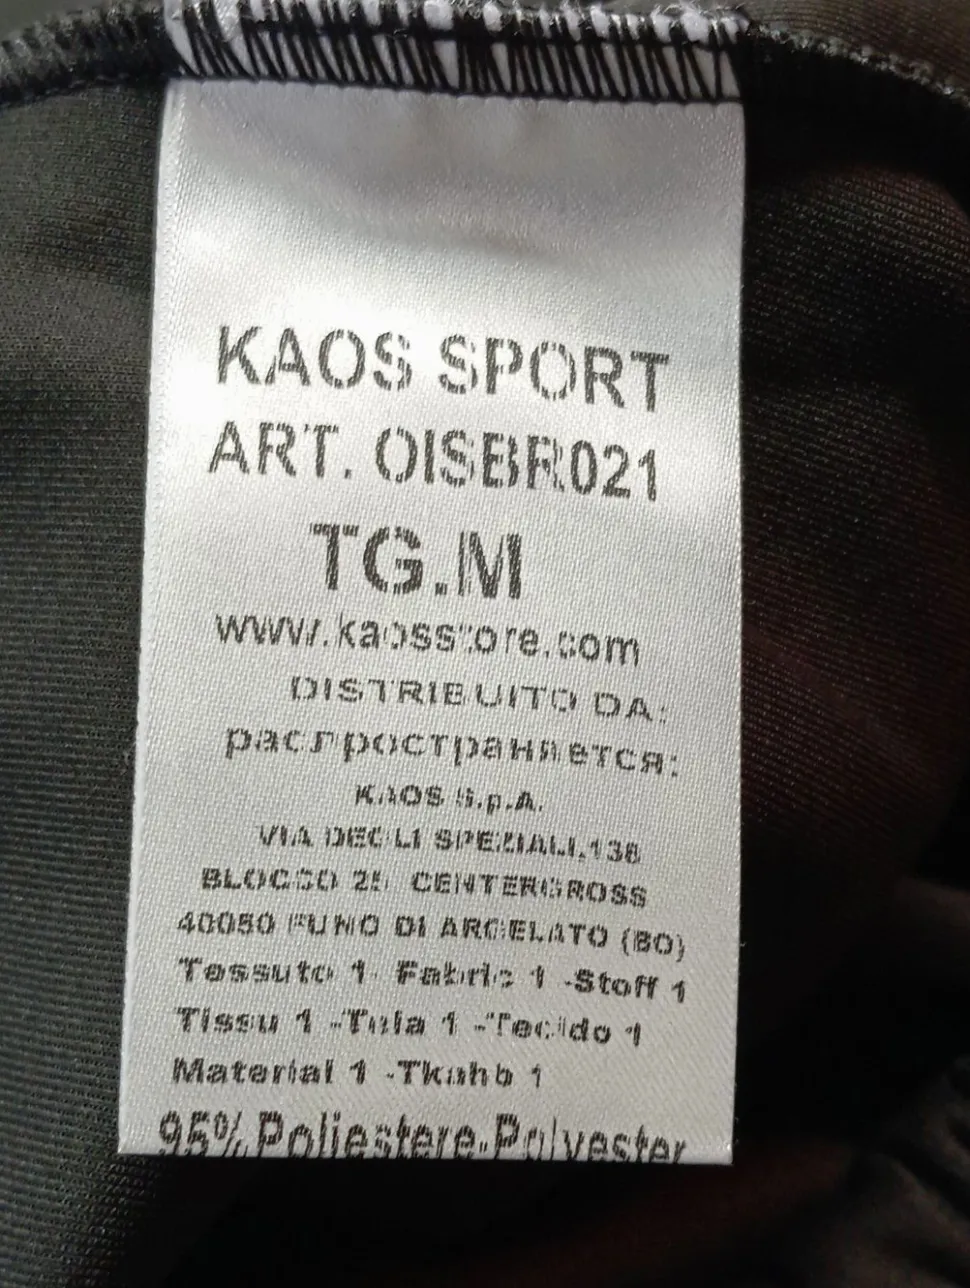 KAOS SPORT
ART. OISBR021
TG.M
www.kaosstore.com
DISTRIBUITO DA:
распространяется:
KAOS S.p.A.
VIA DEGLI SPEZIALI,136
BLOCCO 25 CENTERGROSS
40050 FUNO DI ARGELATO (BO)
Tessuto 1- Fabric 1 -Stoff 1
Tissu 1 -Tela 1 -Tecido 1
Material 1 -Tkahb 1
95% Poliestere-Polyester